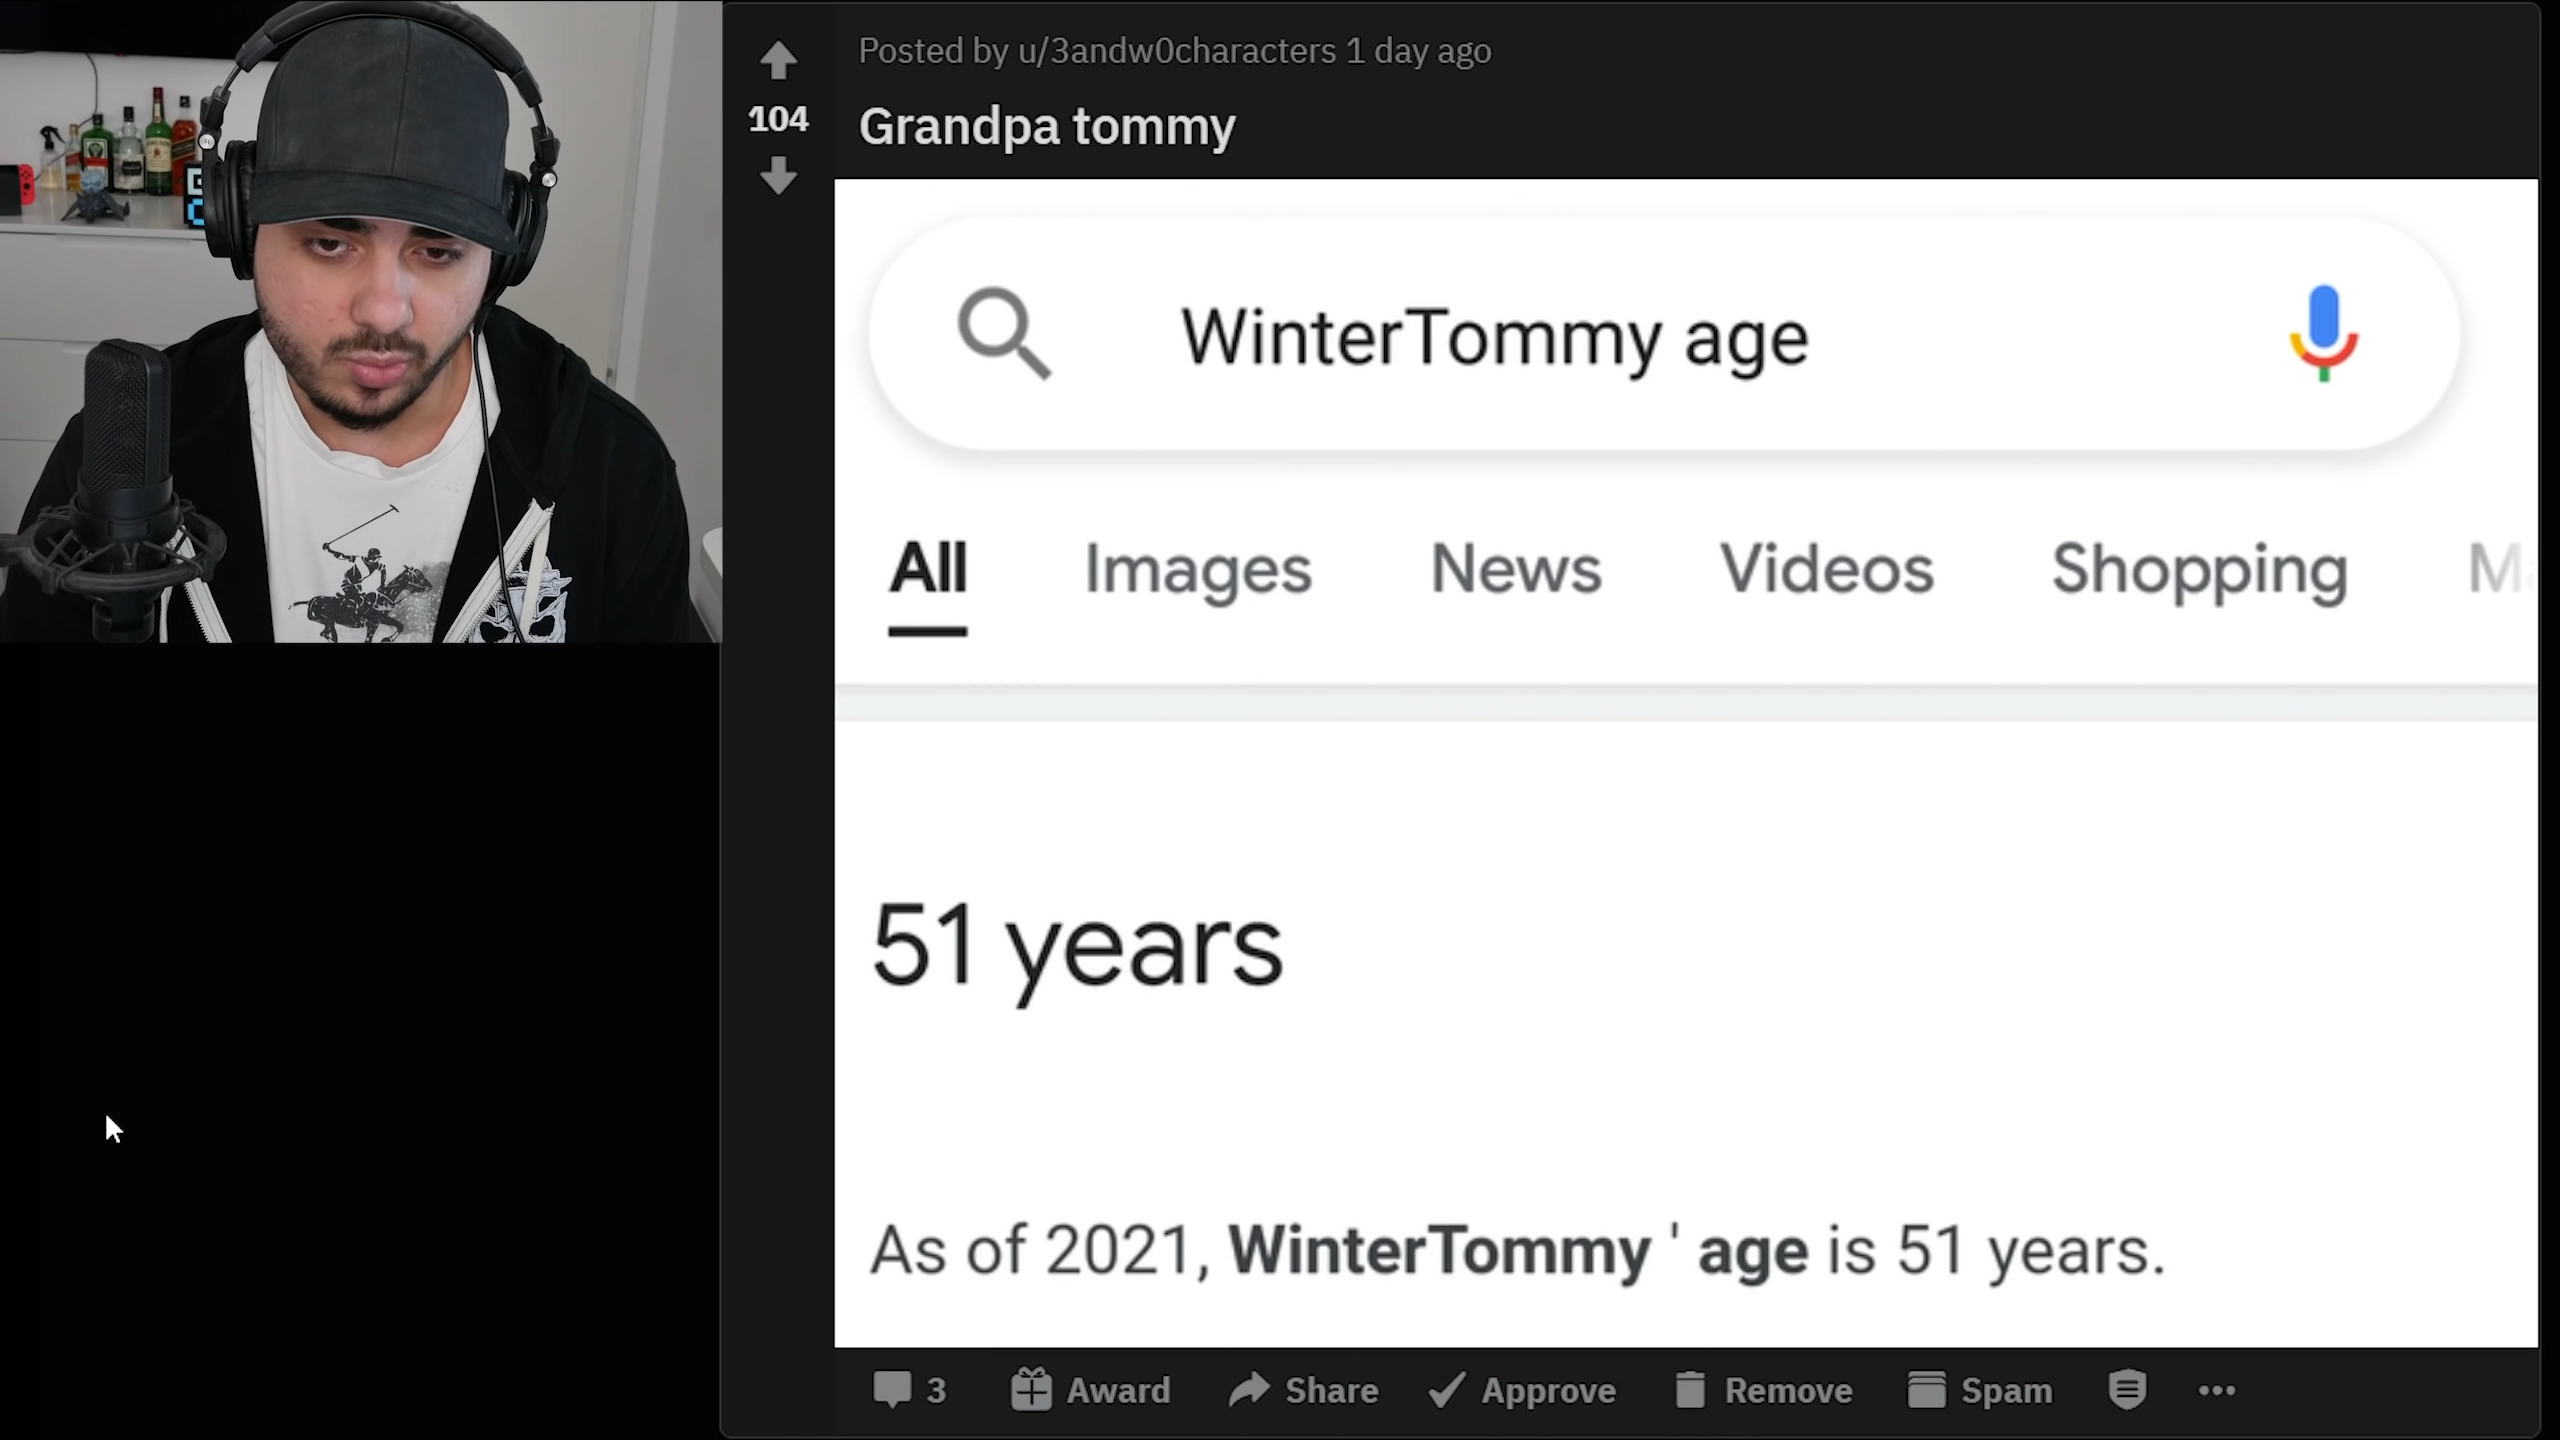 Posted by u/3andw0characters 1 day ago
104
Grandpa tommy
WinterTommy age
All Images News Videos Shopping
51 years
As of 2021, WinterTommy ' age is 51 years.
3 Award Share Approve Remove Spam